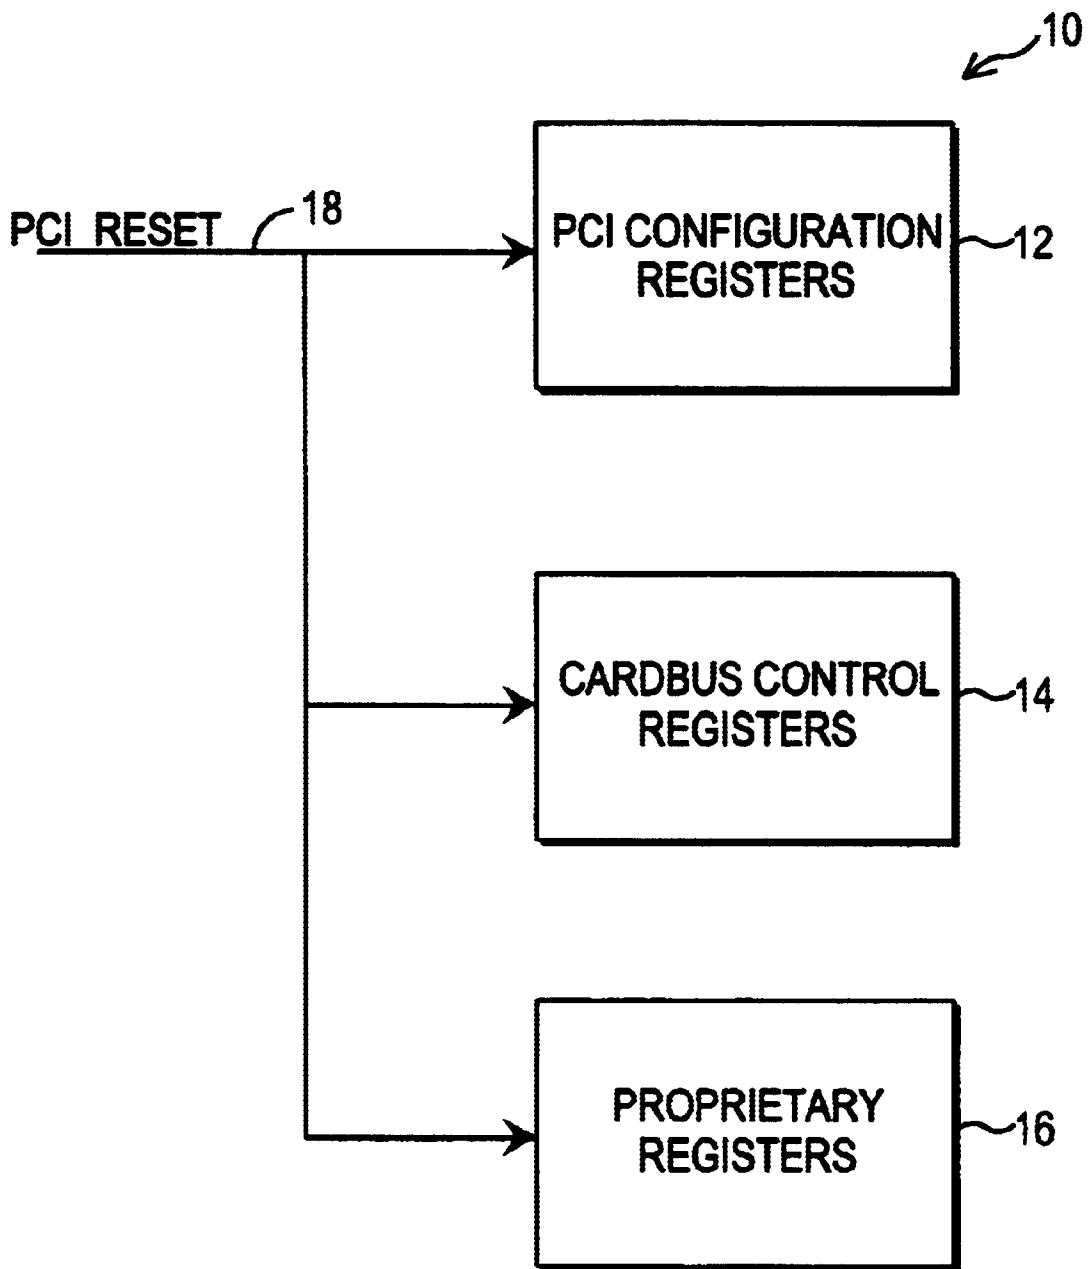 10
PCI RESET
18
PCI CONFIGURATION
REGISTERS
12
CARDBUS CONTROL
REGISTERS
14
PROPRIETARY
REGISTERS
16